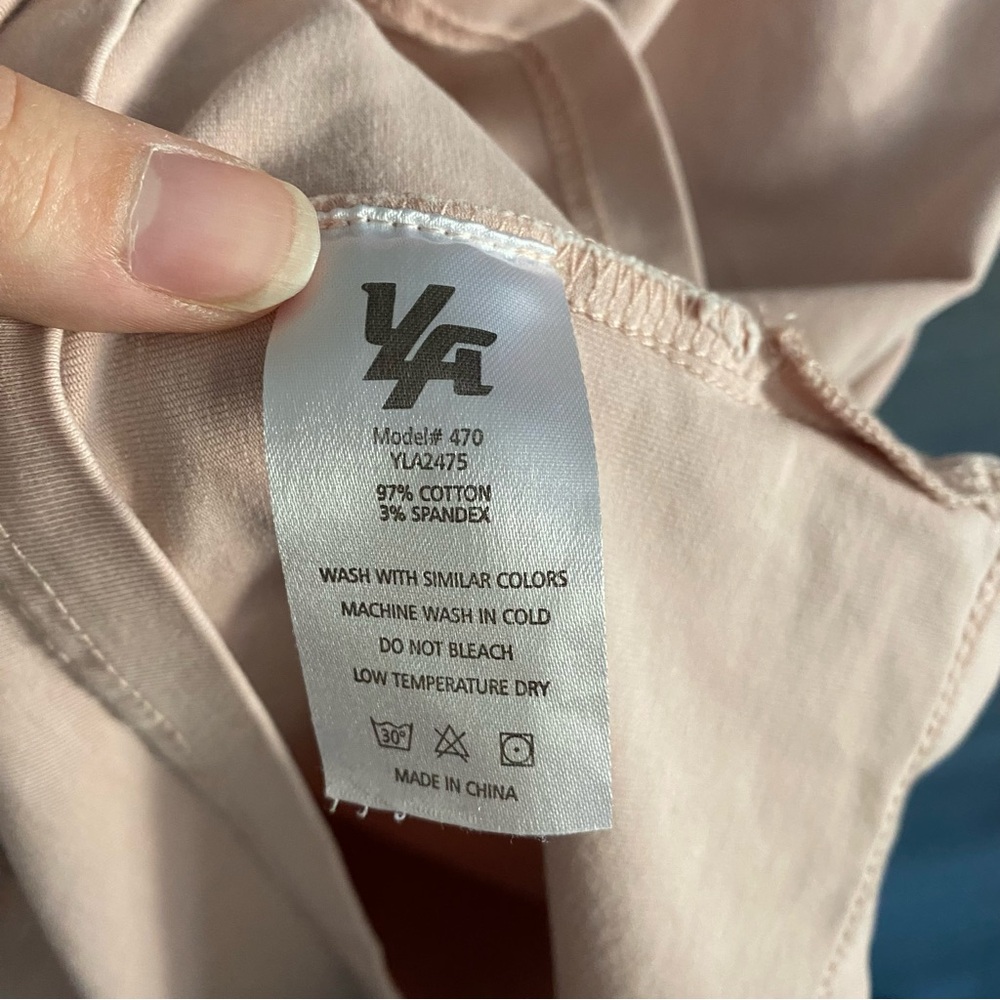 YLA
Model# 470
YLA2475
97% COTTON
3% SPANDEX
WASH WITH SIMILAR COLORS
MACHINE WASH IN COLD
DO NOT BLEACH
LOW TEMPERATURE DRY
30°
MADE IN CHINA